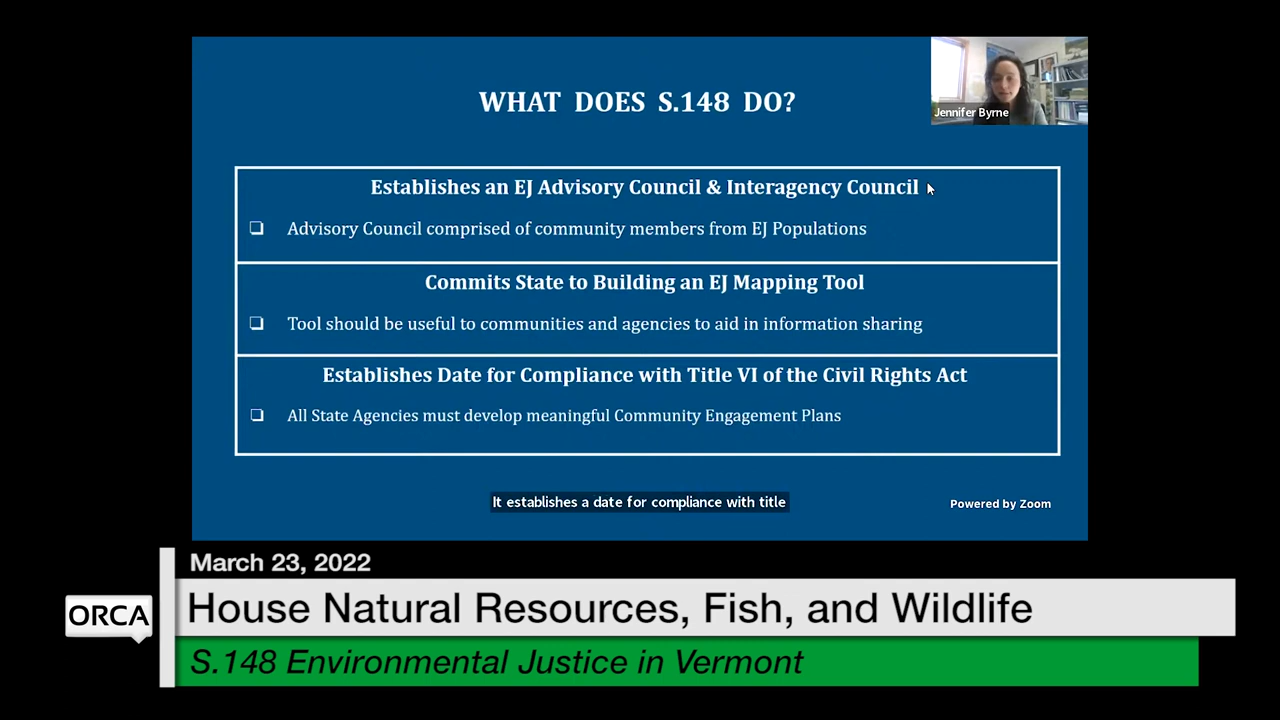 WHAT DOES S.148 DO?
Jennifer Byrne
Establishes an EJ Advisory Council & Interagency Council
❏ Advisory Council comprised of community members from EJ Populations
Commits State to Building an EJ Mapping Tool
❏ Tool should be useful to communities and agencies to aid in information sharing
Establishes Date for Compliance with Title VI of the Civil Rights Act
❏ All State Agencies must develop meaningful Community Engagement Plans
It establishes a date for compliance with title
Powered by Zoom
March 23, 2022
ORCA
House Natural Resources, Fish, and Wildlife
S.148 Environmental Justice in Vermont